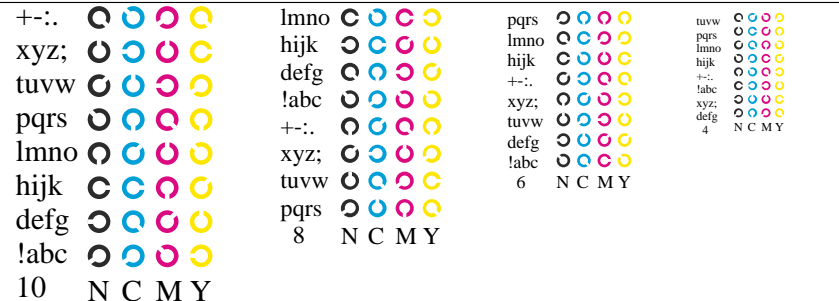 +-:.
xyz;
tuvw
pqrs
lmno
hijk
defg
!abc
10 N C M Y
lmno
hijk
defg
!abc
+-:.
xyz;
tuvw
pqrs
8 N C M Y
pqrs
lmno
hijk
+-:.
xyz;
tuvw
defg
!abc
6 N C M Y
tuvw
pqrs
lmno
hijk
+-:.
!abc
xyz;
defg
4 N C M Y